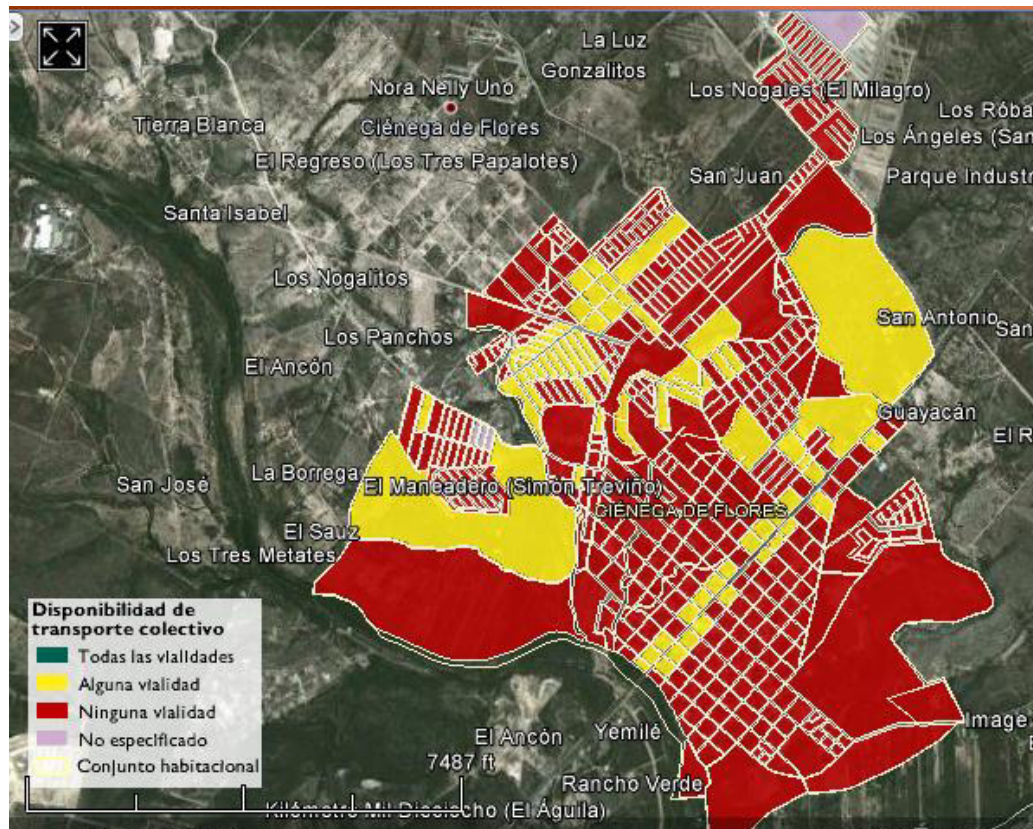 La Luz
Gonzalitos
Nora Nelly Uno
Los Nogales (El Milagro)
Tierra Blanca
Ciénega de Flores
Los Róba
Los Ángeles (San
El Regreso (Los Tres Papalotes)
San Juan
Parque Industr
Santa Isabel
Los Nogalitos
San Antonio
San
Los Panchos
El Ancón
Guayacán
El R
La Borrega
San José
El Maneadero (Simón Treviño)
CIÉNEGA DE FLORES
El Sauz
Los Tres Metates
Disponibilidad de
transporte colectivo
Todas las vialidades
Alguna vialidad
Ninguna vialidad
No especificado
Conjunto habitacional
Image
El Ancón
Yemilé
7487 ft
Rancho Verde
Kilómetro Mil Dieciocho (El Águila)